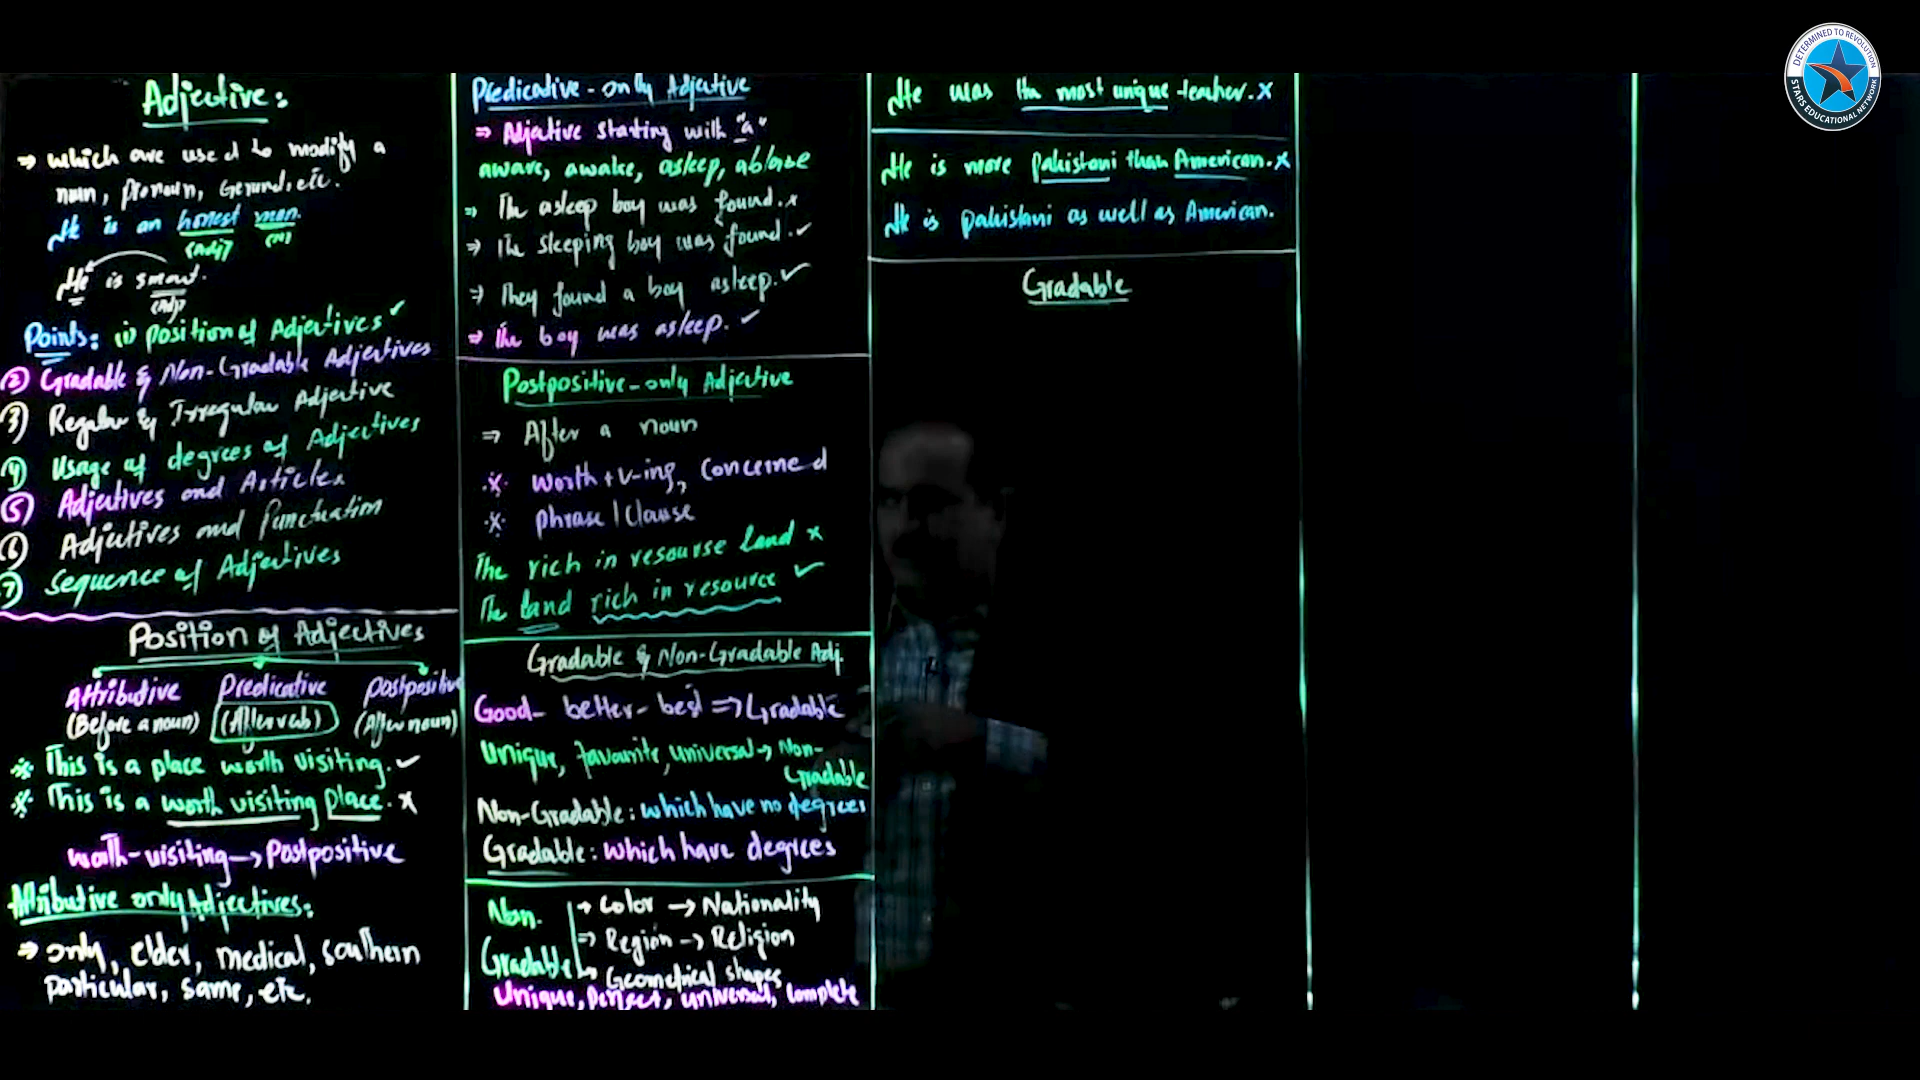 Adjective:
⇒ which are used to modify a
noun, pronoun, Gerund, etc.
He is an honest man.
(Adj) (N)
He is smart.
(Adj)
Points: (1) Position of Adjectives ✓
(2) Gradable & Non-Gradable Adjectives
(3) Regular & Irregular Adjective
(4) Usage of degrees of Adjectives
(5) Adjectives and Articles
(6) Adjectives and Punctuation
(7) Sequence of Adjectives
Position of Adjectives
Attributive Predicative Postpositive
(Before a noun) (After verb) (After noun)
※ This is a place worth visiting. ✓
※ This is a worth visiting place. ×
worth-visiting → Postpositive
Attributive only Adjectives:
⇒ only, elder, medical, southern
particular, same, etc.
Predicative-only Adjective
⇒ Adjective starting with "a"
aware, awake, asleep, ablaze
⇒ The asleep boy was found. ×
⇒ The sleeping boy was found. ✓
⇒ They found a boy asleep. ✓
⇒ The boy was asleep. ✓
Postpositive-only Adjective
⇒ After a noun
※ worth + v-ing, concerned
※ phrase / clause
The rich in resourse land ×
The land rich in resource ✓
Gradable & Non-Gradable Adj.
Good - better - best ⇒ Gradable
Unique, favourite, universal → Non-
Gradable
Non-Gradable: which have no degrees
Gradable: which have degrees
Non. → Color → Nationality
⇒ Region → Religion
Gradable → Geometrical shapes
Unique, perfect, universal, complete
He was the most unique teacher. ×
He is more pakistani than American. ×
He is pakistani as well as American.
Gradable
DETERMINED TO REVOLUTION
STARS EDUCATIONAL NETWORK